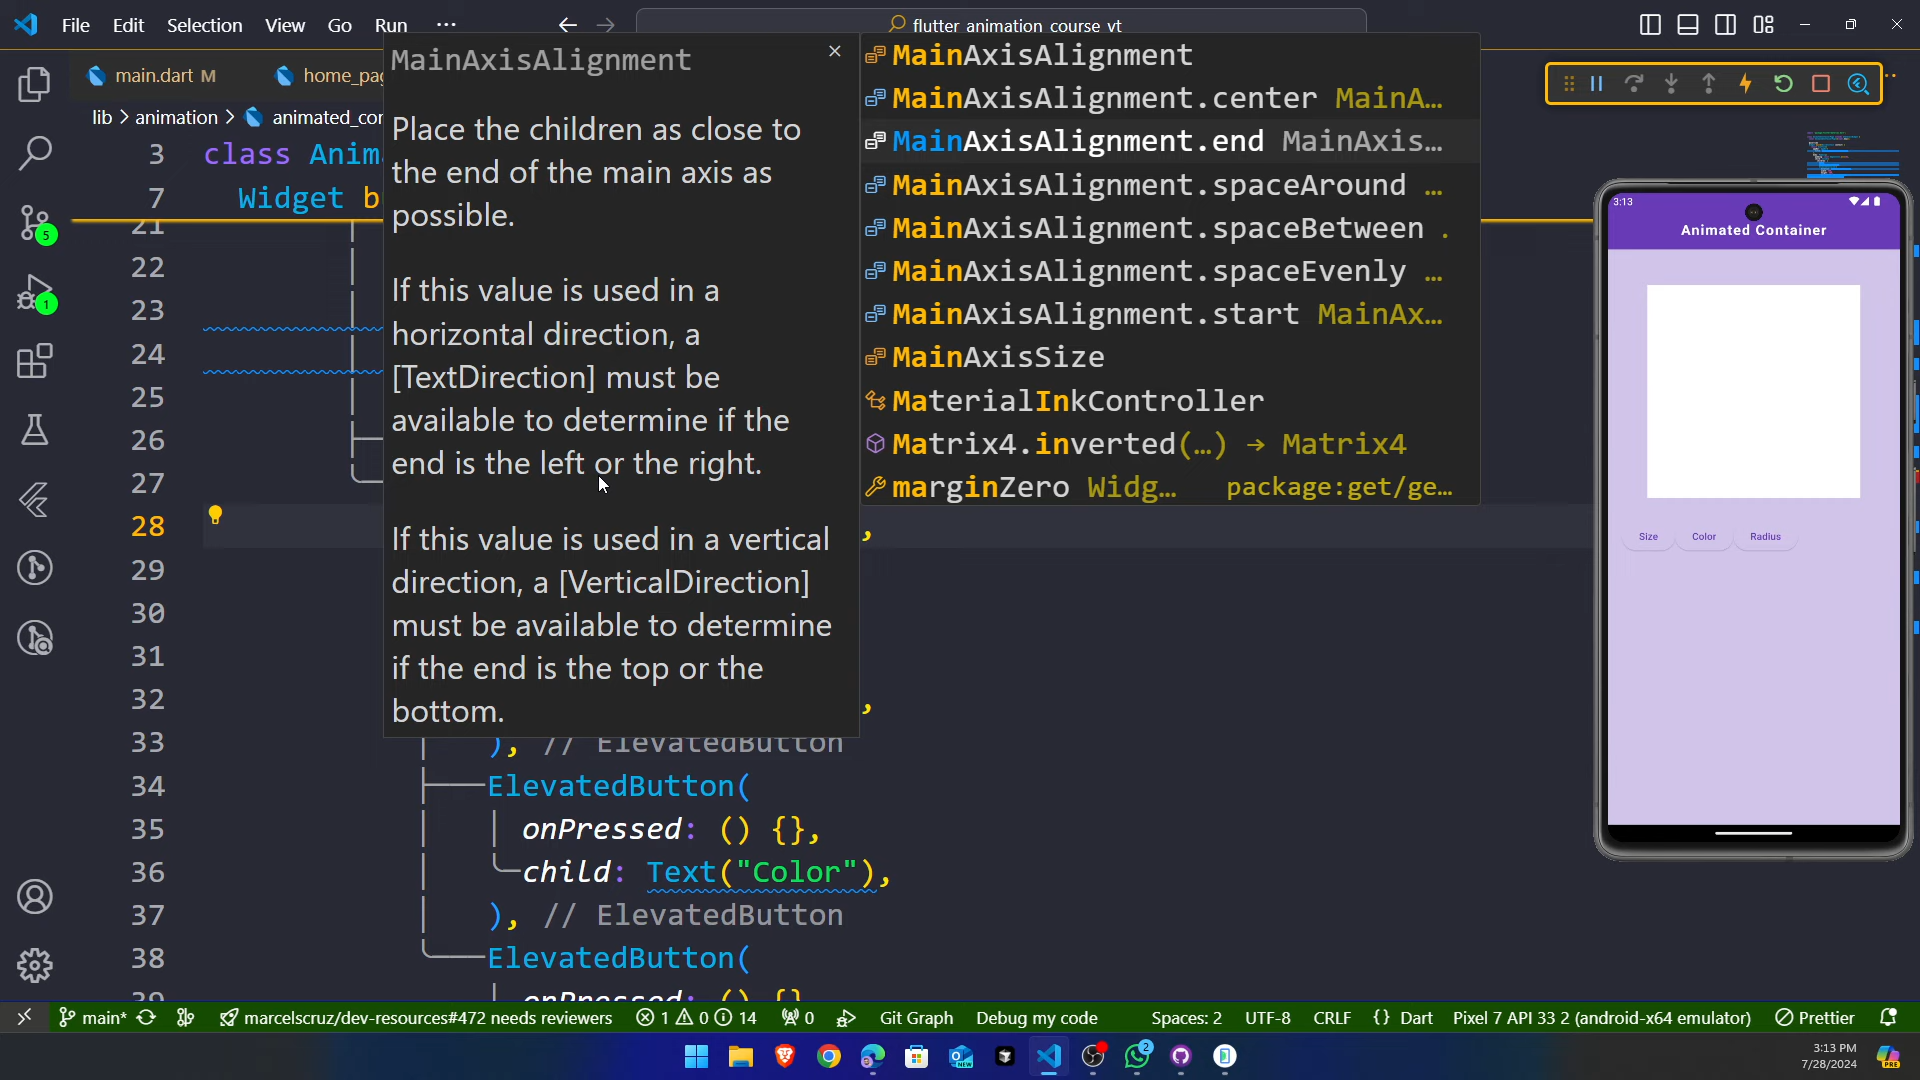 File Edit Selection View Go Run ···
flutter animation course vt
main.dart M
lib > animation >
3 class Anim
7 Widget b
MainAxisAlignment
Place the children as close to
the end of the main axis as
possible.
If this value is used in a
horizontal direction, a
[TextDirection] must be
available to determine if the
end is the left or the right.
If this value is used in a vertical
direction, a [VerticalDirection]
must be available to determine
if the end is the top or the
bottom.
MainAxisAlignment
MainAxisAlignment.center MainA...
MainAxisAlignment.end MainAxis...
MainAxisAlignment.spaceAround ...
MainAxisAlignment.spaceBetween .
MainAxisAlignment.spaceEvenly ...
MainAxisAlignment.start MainAx...
MainAxisSize
MaterialInkController
Matrix4.inverted(...) → Matrix4
marginZero Widg... package:get/ge...
21
22
23
24
25
26
27
28 ,
29
30
31
32 ,
33 ), // ElevatedButton
34 ElevatedButton(
35 onPressed: () {},
36 child: Text("Color"),
37 ), // ElevatedButton
38 ElevatedButton(
39 onPressed: () {}
3:13
Animated Container
Size Color Radius
5
1
main* marcelscruz/dev-resources#472 needs reviewers 1 0 14 0 Git Graph Debug my code Spaces: 2 UTF-8 CRLF {} Dart Pixel 7 API 33 2 (android-x64 emulator) Prettier
NEW
2
3:13 PM
7/28/2024
PRE